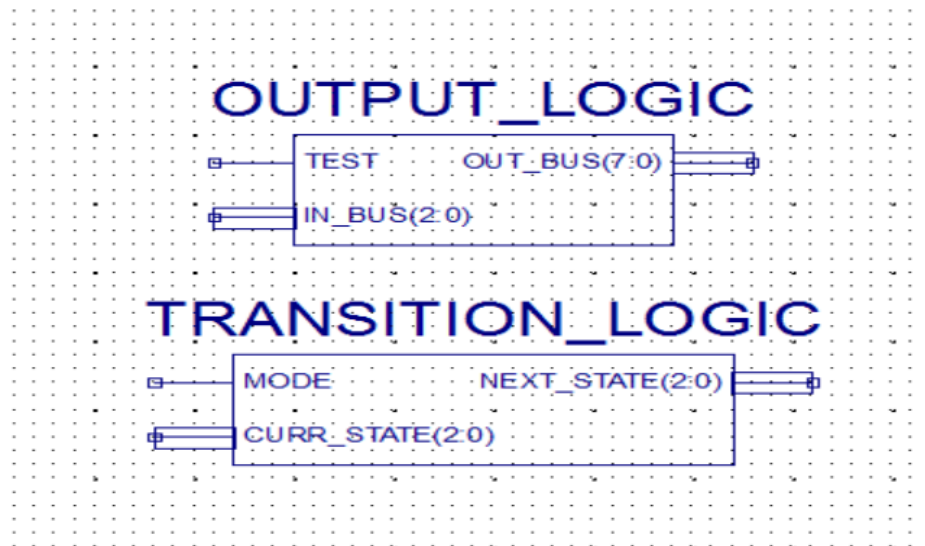 OUTPUT_LOGIC
TEST OUT_BUS(7:0)
IN_BUS(2:0)
TRANSITION_LOGIC
MODE NEXT_STATE(2:0)
CURR_STATE(2:0)